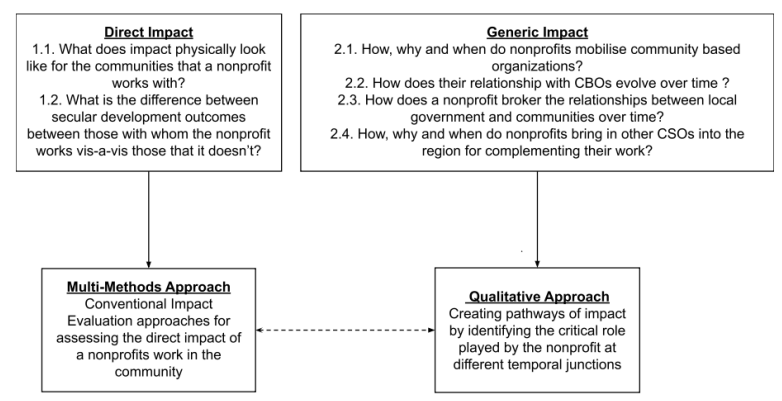 Direct Impact
1.1. What does impact physically look
like for the communities that a nonprofit
works with?
1.2. What is the difference between
secular development outcomes
between those with whom the nonprofit
works vis-a-vis those that it doesn't?
Generic Impact
2.1. How, why and when do nonprofits mobilise community based
organizations?
2.2. How does their relationship with CBOs evolve over time ?
2.3. How does a nonprofit broker the relationships between local
government and communities over time?
2.4. How, why and when do nonprofits bring in other CSOs into the
region for complementing their work?
Multi-Methods Approach
Conventional Impact
Evaluation approaches for
assessing the direct impact of
a nonprofits work in the
community
Qualitative Approach
Creating pathways of impact
by identifying the critical role
played by the nonprofit at
different temporal junctions